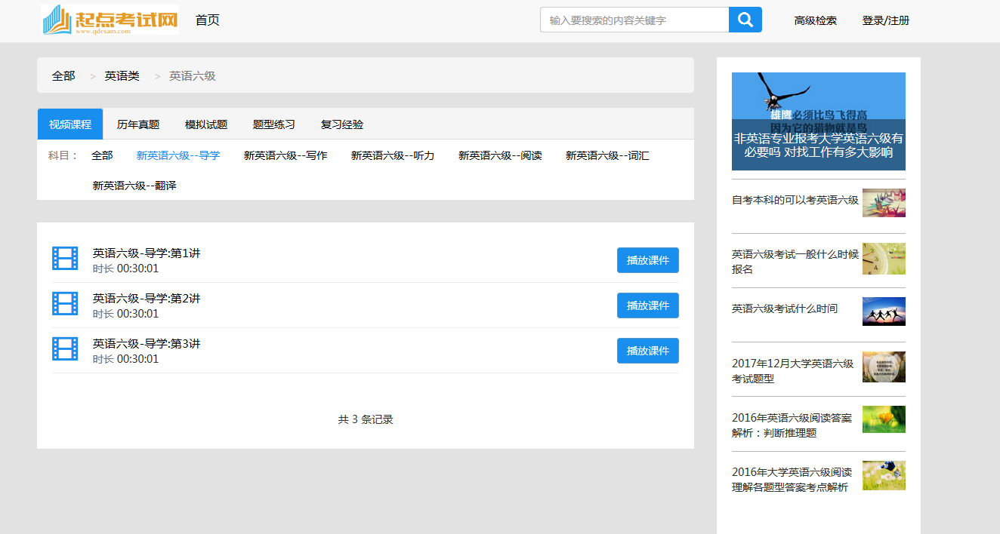 起点考试网
www.qdexam.com
首页
输入要搜索的内容关键字
高级检索
登录/注册
全部 > 英语类 > 英语六级
视频课程 历年真题 模拟试题 题型练习 复习经验
科目： 全部 新英语六级--导学 新英语六级--写作 新英语六级--听力 新英语六级--阅读 新英语六级--词汇
新英语六级--翻译
英语六级-导学:第1讲
时长 00:30:01
播放课件
英语六级-导学:第2讲
时长 00:30:01
播放课件
英语六级-导学:第3讲
时长 00:30:01
播放课件
共 3 条记录
雄鹰必须比鸟飞得高
因为它的猎物就是鸟
非英语专业报考大学英语六级有
必要吗 对找工作有多大影响
自考本科的可以考英语六级
英语六级考试一般什么时候
报名
英语六级考试什么时间
2017年12月大学英语六级
考试题型
2016年英语六级阅读答案
解析：判断推理题
2016年大学英语六级阅读
理解各题型答案考点解析